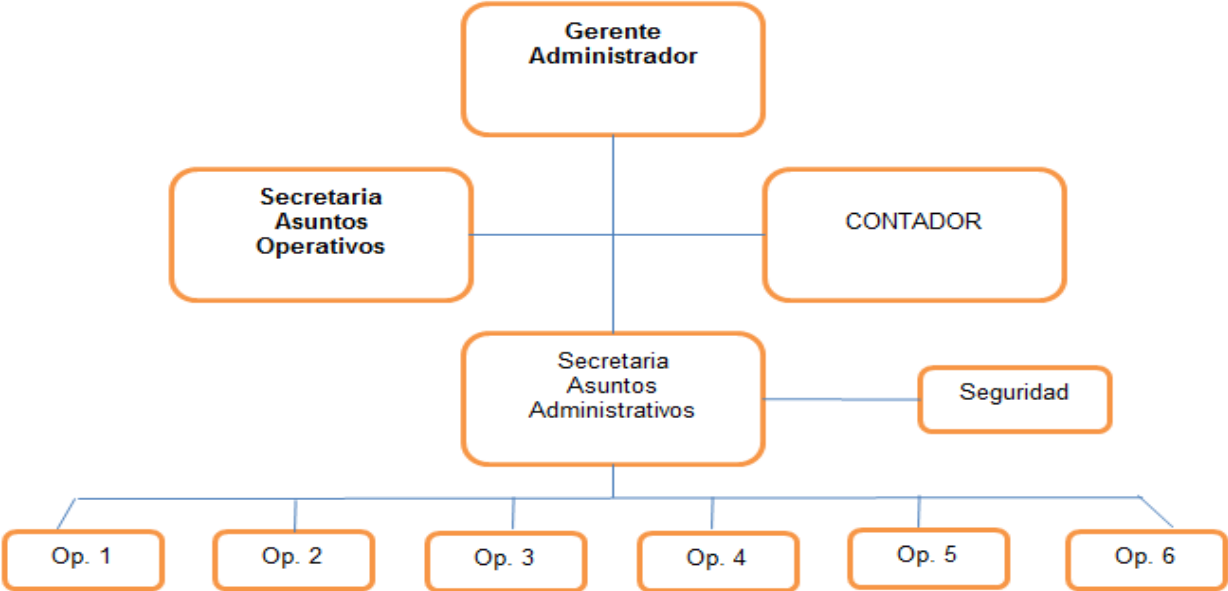 Gerente
Administrador
Secretaria
Asuntos
Operativos
CONTADOR
Secretaria
Asuntos
Administrativos
Seguridad
Op. 1
Op. 2
Op. 3
Op. 4
Op. 5
Op. 6